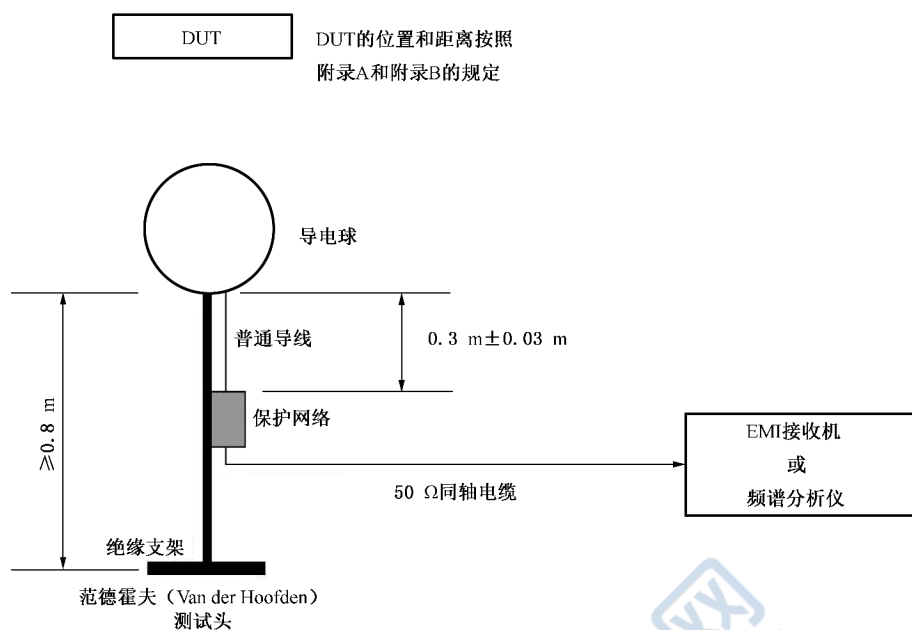 DUT
DUT的位置和距离按照
附录A和附录B的规定
导电球
普通导线
0.3 m±0.03 m
≥0.8 m
保护网络
EMI接收机
或
频谱分析仪
50 Ω同轴电缆
绝缘支架
范德霍夫（Van der Hoofden）
测试头